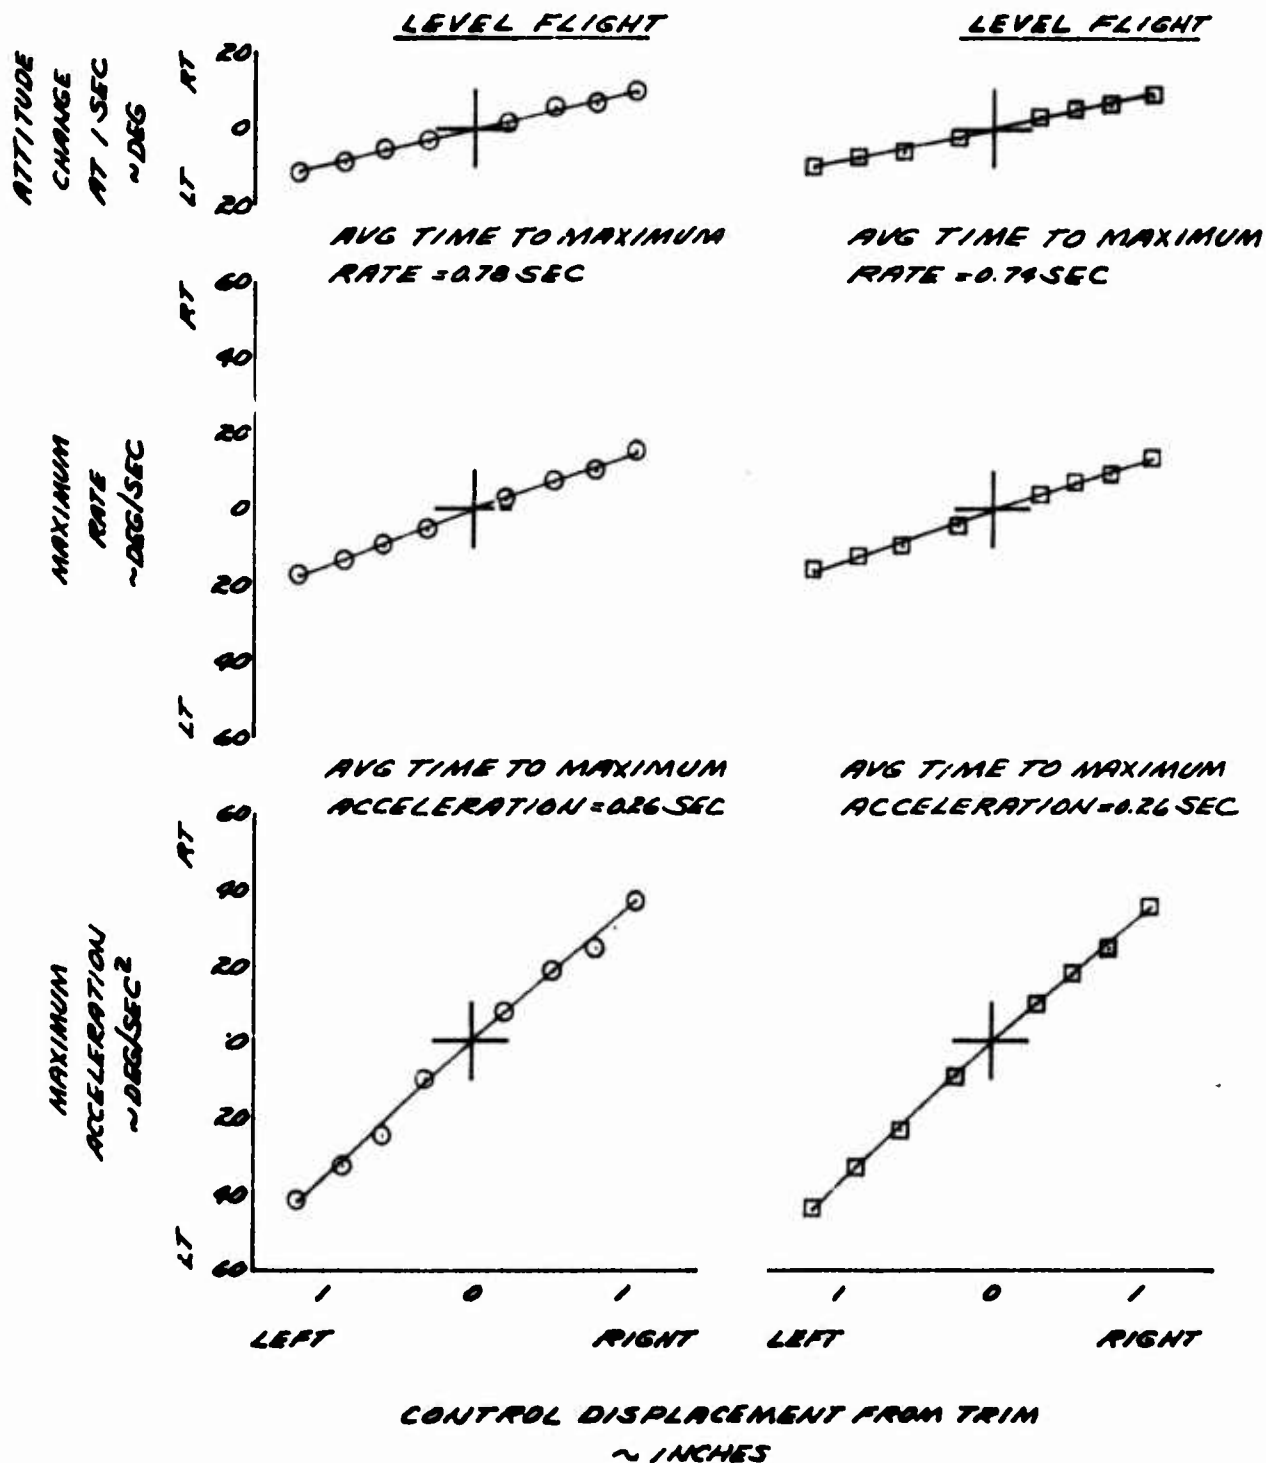 LEVEL FLIGHT
LEVEL FLIGHT
ATTITUDE
CHANGE
AT 1 SEC
~DEG
LT RT
20
0
20
AVG TIME TO MAXIMUM
RATE = 0.78 SEC
AVG TIME TO MAXIMUM
RATE = 0.74 SEC
MAXIMUM
RATE
~DEG/SEC
LT RT
60
40
20
0
20
40
60
AVG TIME TO MAXIMUM
ACCELERATION = 0.26 SEC
AVG TIME TO MAXIMUM
ACCELERATION = 0.26 SEC
MAXIMUM
ACCELERATION
~DEG/SEC²
LT RT
60
40
20
0
20
40
60
1 0 1
1 0 1
LEFT RIGHT
LEFT RIGHT
CONTROL DISPLACEMENT FROM TRIM
~ INCHES